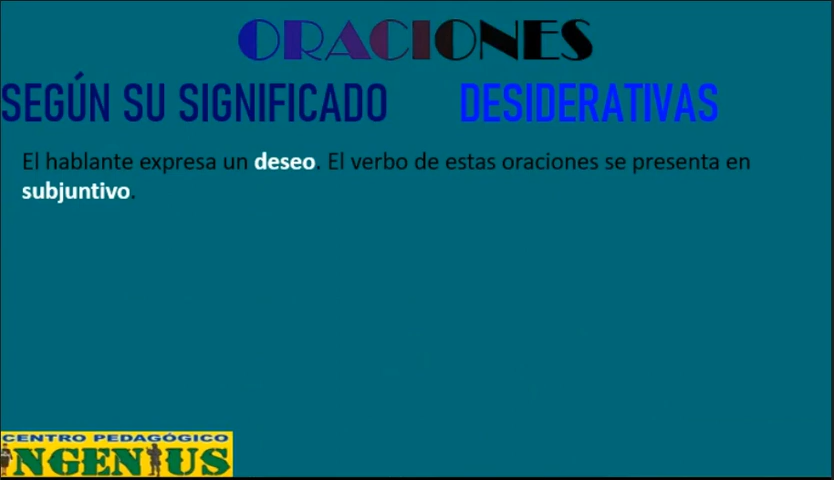 ORACIONES
SEGÚN SU SIGNIFICADO DESIDERATIVAS
El hablante expresa un deseo. El verbo de estas oraciones se presenta en
subjuntivo.
CENTRO PEDAGÓGICO
INGENIUS